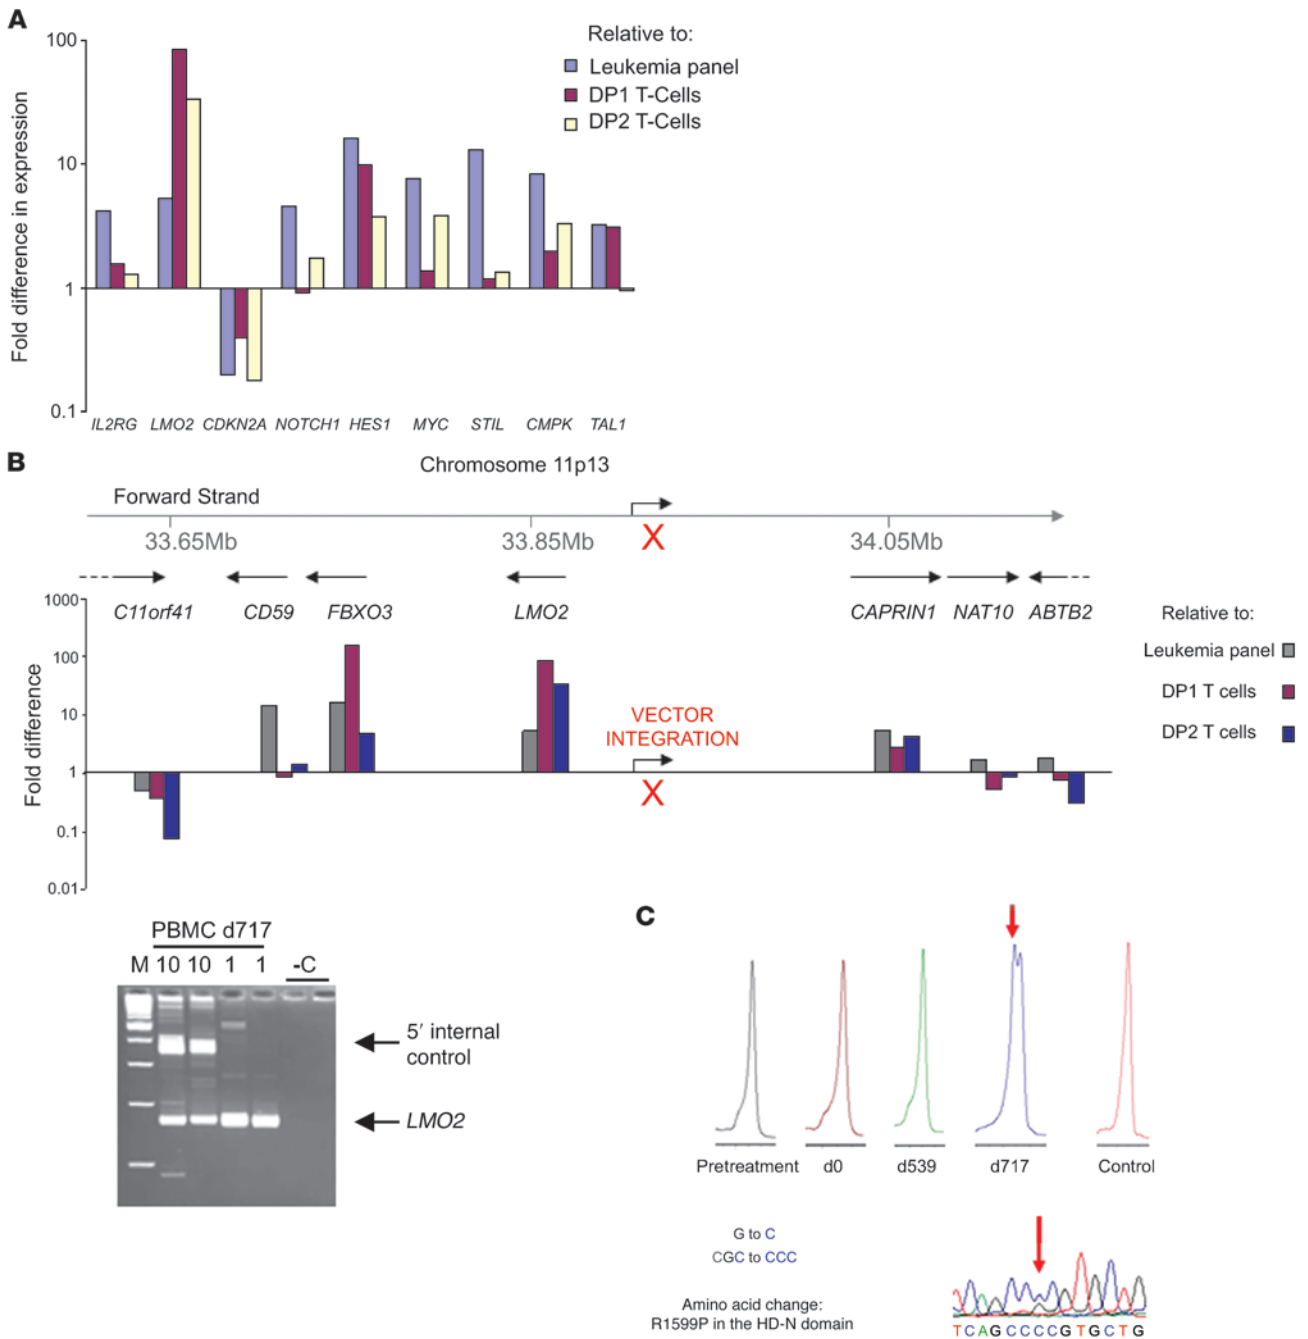 A
Relative to:
Leukemia panel
DP1 T-Cells
DP2 T-Cells
Fold difference in expression
100
10
1
0.1
IL2RG LMO2 CDKN2A NOTCH1 HES1 MYC STIL CMPK TAL1
B
Chromosome 11p13
Forward Strand
33.65Mb 33.85Mb X 34.05Mb
C11orf41 CD59 FBXO3 LMO2 CAPRIN1 NAT10 ABTB2
Relative to:
Leukemia panel
DP1 T cells
DP2 T cells
Fold difference
1000
100
10
1
0.1
0.01
VECTOR
INTEGRATION
X
PBMC d717
M 10 10 1 1 -C
5′ internal
control
LMO2
C
Pretreatment d0 d539 d717 Control
G to C
CGC to CCC
Amino acid change:
R1599P in the HD-N domain
TCAGCCCCGTGCTG